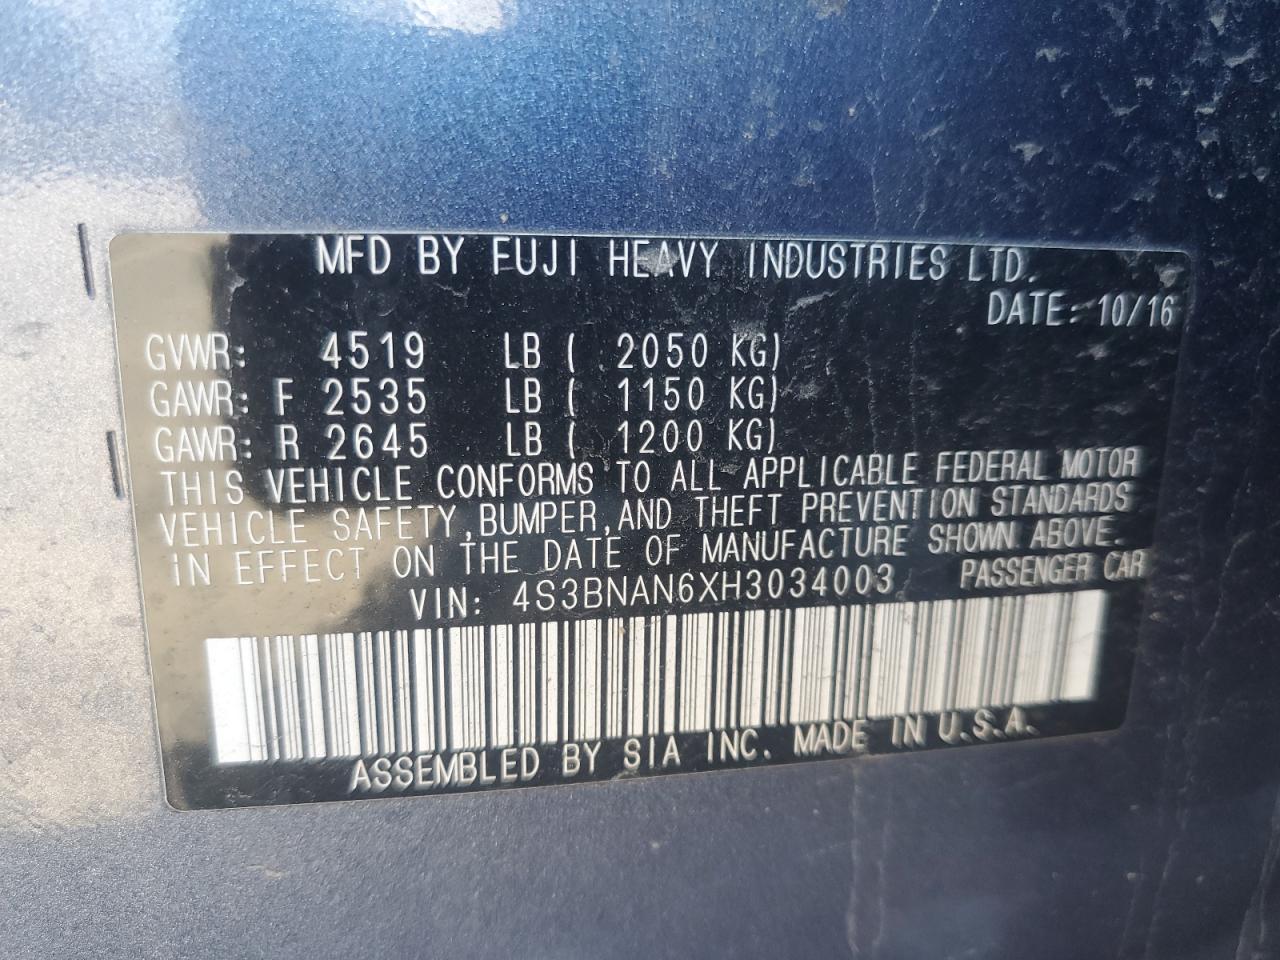 MFD BY FUJI HEAVY INDUSTRIES LTD.
DATE: 10/16
GVWR: 4519 LB ( 2050 KG)
GAWR: F 2535 LB ( 1150 KG)
GAWR: R 2645 LB ( 1200 KG)
THIS VEHICLE CONFORMS TO ALL APPLICABLE FEDERAL MOTOR
VEHICLE SAFETY, BUMPER, AND THEFT PREVENTION STANDARDS
IN EFFECT ON THE DATE OF MANUFACTURE SHOWN ABOVE.
VIN: 4S3BNAN6XH3034003 PASSENGER CAR
ASSEMBLED BY SIA INC. MADE IN U.S.A.